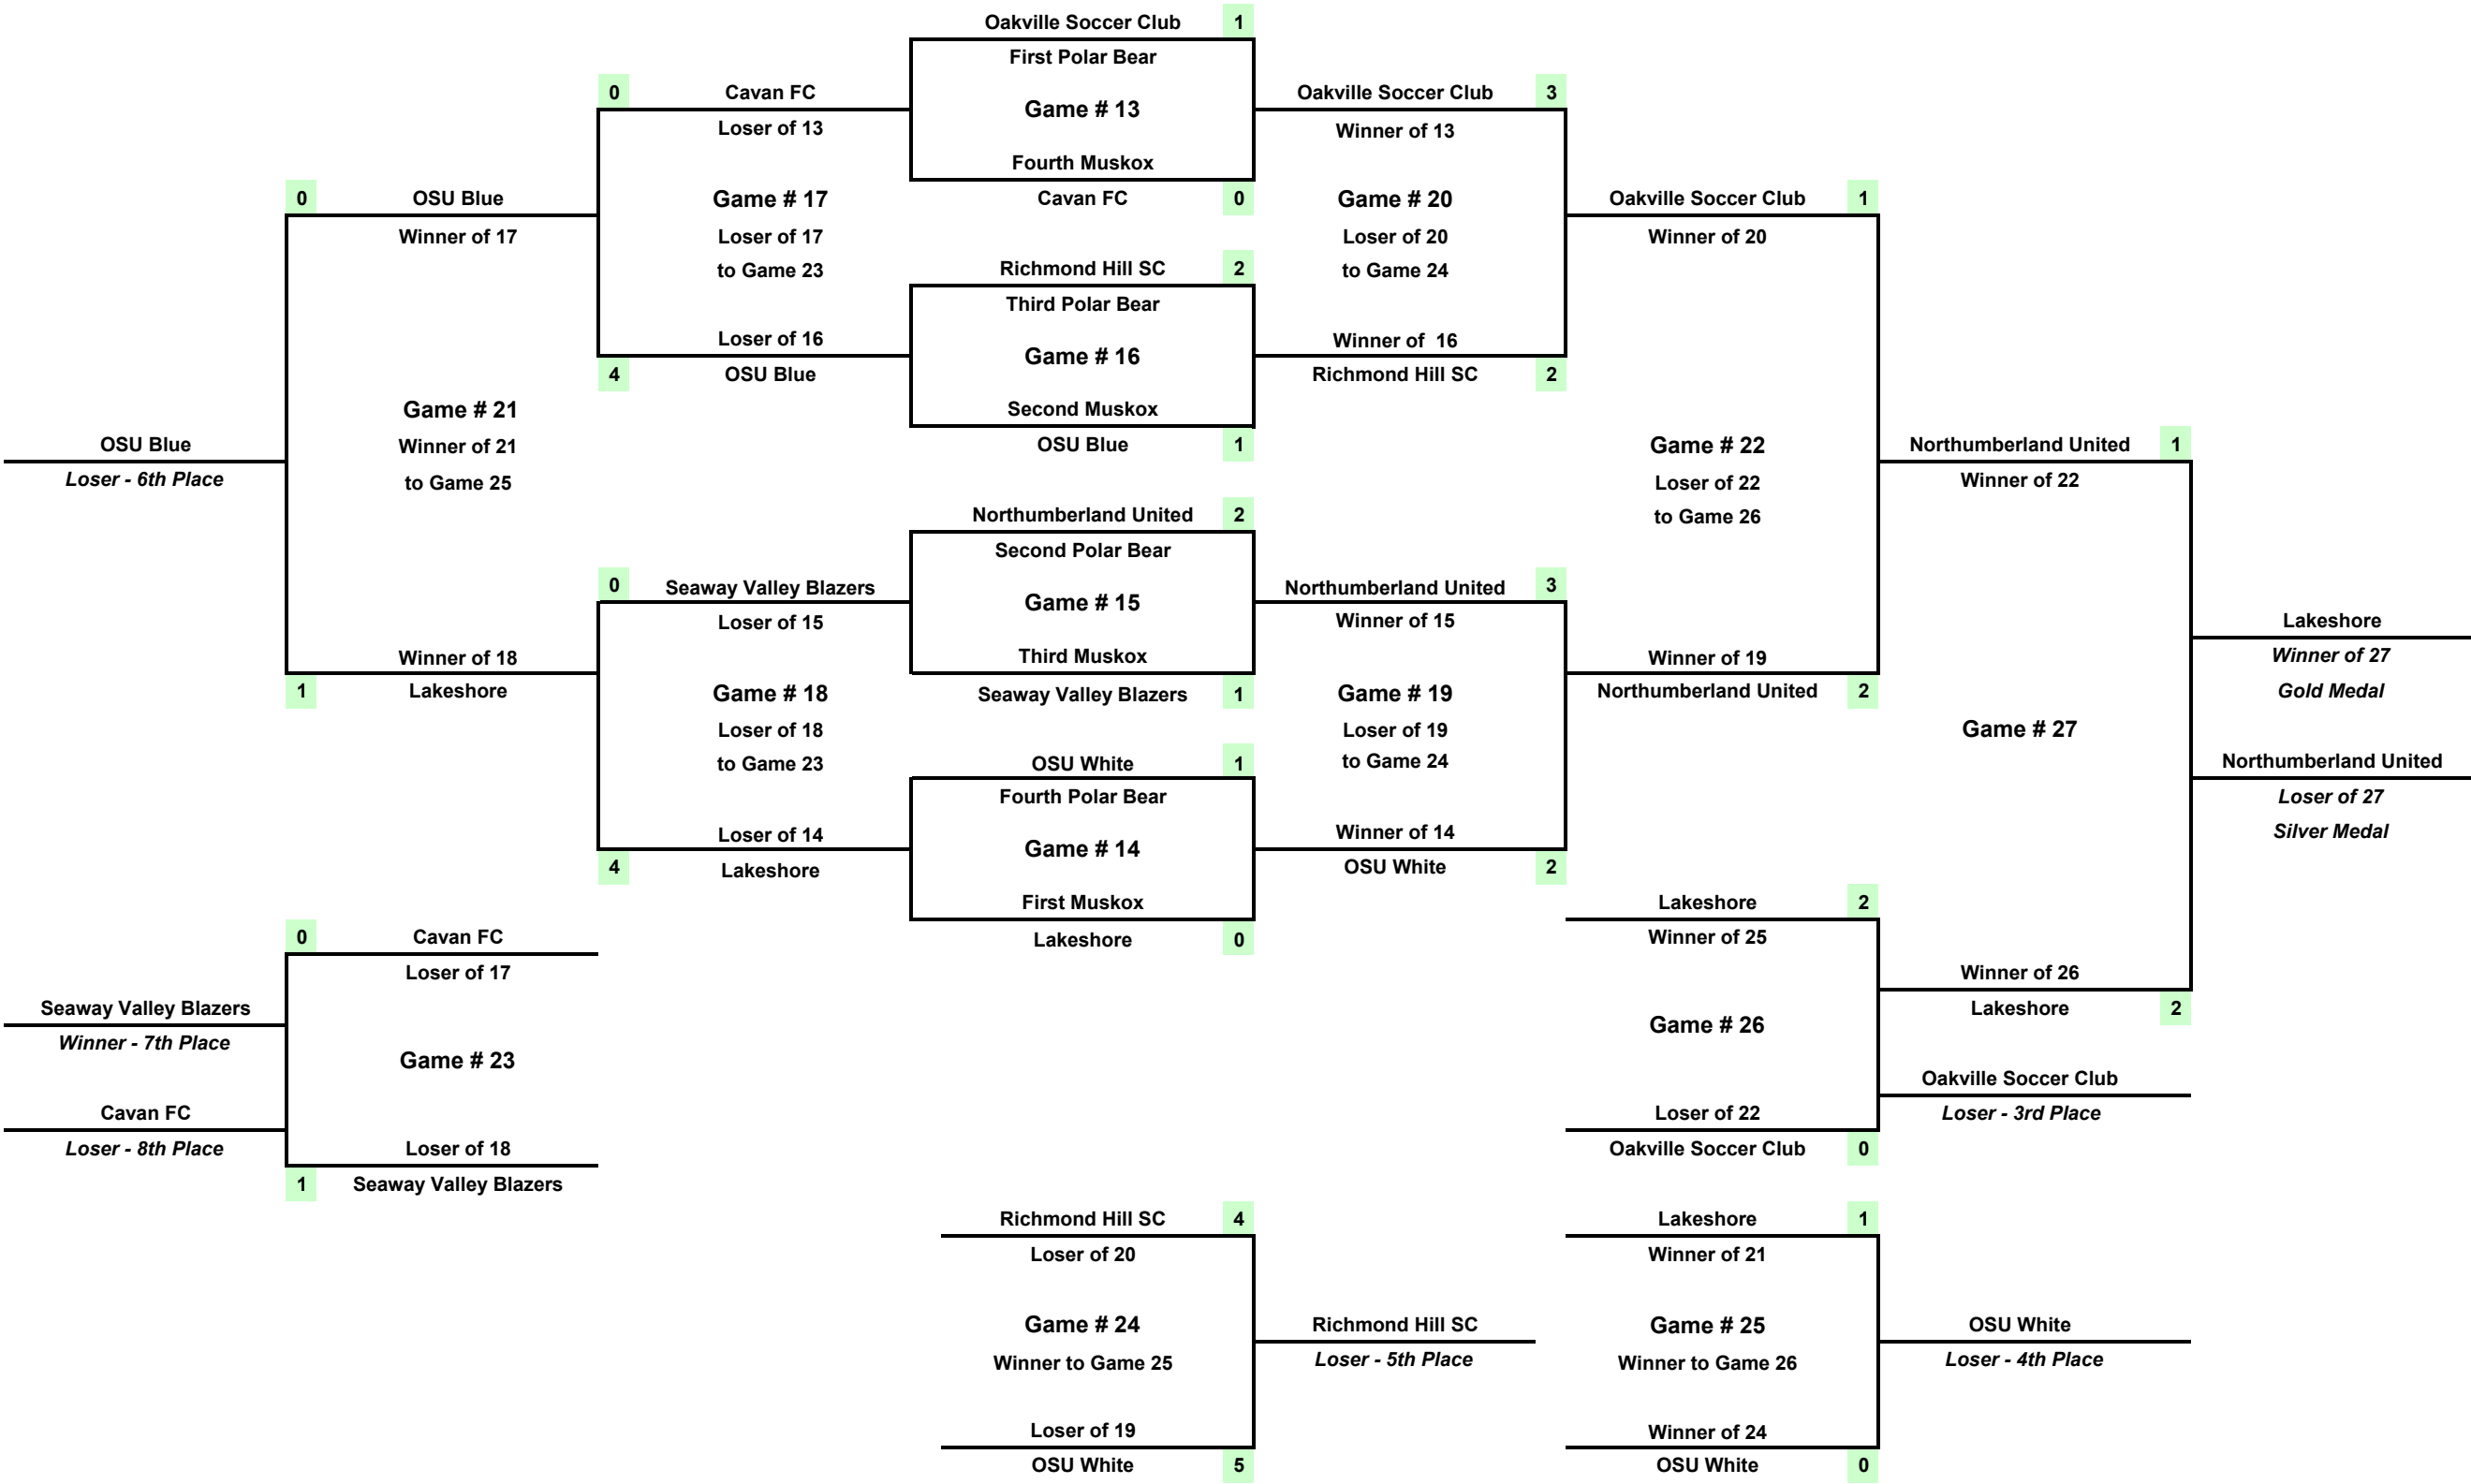 Oakville Soccer Club 1
First Polar Bear
0 Cavan FC Oakville Soccer Club 3
Game # 13
Loser of 13 Winner of 13
Fourth Muskox
0 OSU Blue Game # 17 Cavan FC 0 Game # 20 Oakville Soccer Club 1
Winner of 17 Loser of 17 Loser of 20 Winner of 20
to Game 23 Richmond Hill SC 2 to Game 24
Third Polar Bear
Loser of 16 Winner of 16
Game # 16
4 OSU Blue Richmond Hill SC 2
Game # 21 Second Muskox
OSU Blue Winner of 21 OSU Blue 1 Game # 22 Northumberland United 1
Loser - 6th Place to Game 25 Loser of 22 Winner of 22
Northumberland United 2 to Game 26
Second Polar Bear
0 Seaway Valley Blazers Northumberland United 3
Game # 15
Loser of 15 Winner of 15 Lakeshore
Winner of 18 Third Muskox Winner of 19 Winner of 27
1 Lakeshore Game # 18 Seaway Valley Blazers 1 Game # 19 Northumberland United 2 Gold Medal
Loser of 18 Loser of 19 Game # 27
to Game 23 OSU White 1 to Game 24 Northumberland United
Fourth Polar Bear Loser of 27
Loser of 14 Winner of 14 Silver Medal
Game # 14
4 Lakeshore OSU White 2
First Muskox Lakeshore 2
0 Cavan FC Lakeshore 0 Winner of 25
Loser of 17 Winner of 26
Seaway Valley Blazers Lakeshore 2
Game # 26
Winner - 7th Place
Game # 23
Oakville Soccer Club
Cavan FC Loser of 22 Loser - 3rd Place
Loser - 8th Place Loser of 18 Oakville Soccer Club 0
1 Seaway Valley Blazers
Richmond Hill SC 4 Lakeshore 1
Loser of 20 Winner of 21
Game # 24 Richmond Hill SC Game # 25 OSU White
Winner to Game 25 Loser - 5th Place Winner to Game 26 Loser - 4th Place
Loser of 19 Winner of 24
OSU White 5 OSU White 0